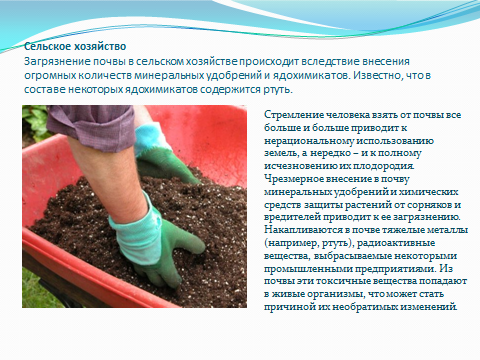 Сельское хозяйство
Загрязнение почвы в сельском хозяйстве происходит вследствие внесения
огромных количеств минеральных удобрений и ядохимикатов. Известно, что в
составе некоторых ядохимикатов содержится ртуть.
Стремление человека взять от почвы все
больше и больше приводит к
нерациональному использованию
земель, а нередко – и к полному
исчезновению их плодородия.
Чрезмерное внесение в почву
минеральных удобрений и химических
средств защиты растений от сорняков и
вредителей приводит к ее загрязнению.
Накапливаются в почве тяжелые металлы
(например, ртуть), радиоактивные
вещества, выбрасываемые некоторыми
промышленными предприятиями. Из
почвы эти токсичные вещества попадают
в живые организмы, что может стать
причиной их необратимых изменений.